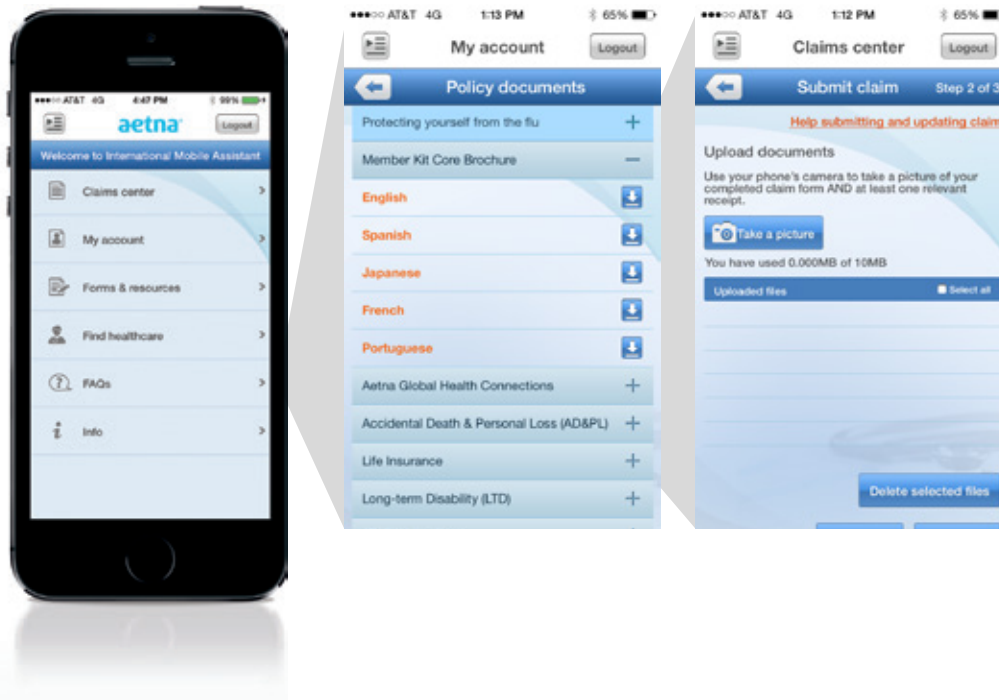 AT&T 4G 4:47 PM 99%
aetna
Logout
Welcome to International Mobile Assistant
Claims center
My account
Forms & resources
Find healthcare
FAQs
Info
AT&T 4G 1:13 PM 65%
My account
Logout
Policy documents
Protecting yourself from the flu
Member Kit Core Brochure
English
Spanish
Japanese
French
Portuguese
Aetna Global Health Connections
Accidental Death & Personal Loss (AD&PL)
Life Insurance
Long-term Disability (LTD)
AT&T 4G 1:12 PM 65%
Claims center
Logout
Submit claim
Step 2 of 3
Help submitting and updating claim
Upload documents
Use your phone's camera to take a picture of your
completed claim form AND at least one relevant
receipt.
Take a picture
You have used 0.000MB of 10MB
Uploaded files
Select all
Delete selected files